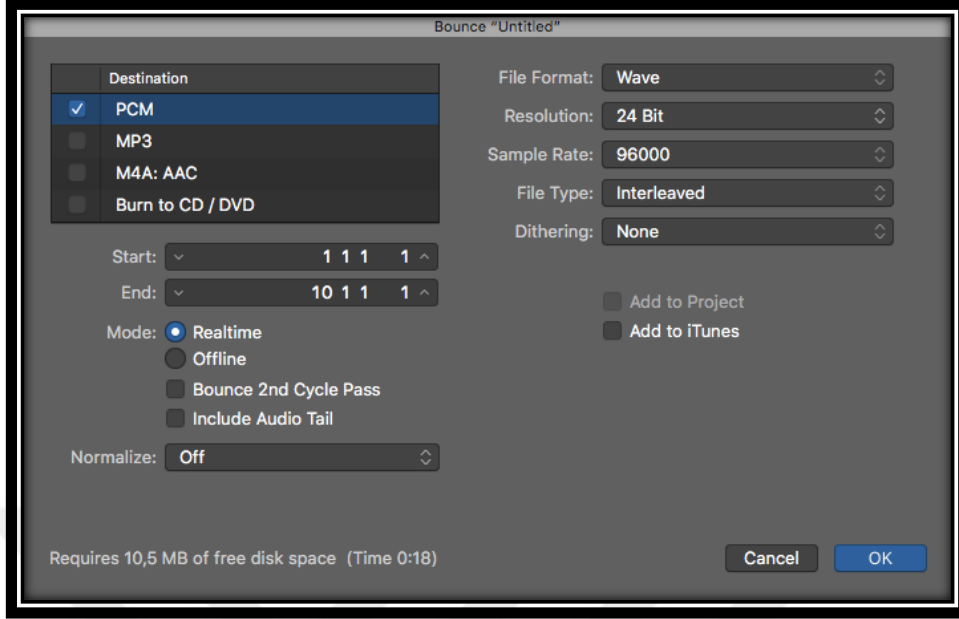 Bounce “Untitled”
Destination
PCM
MP3
M4A: AAC
Burn to CD / DVD
Start: 1 1 1 1
End: 10 1 1 1
Mode: Realtime
Offline
Bounce 2nd Cycle Pass
Include Audio Tail
Normalize: Off
File Format: Wave
Resolution: 24 Bit
Sample Rate: 96000
File Type: Interleaved
Dithering: None
Add to Project
Add to iTunes
Requires 10,5 MB of free disk space (Time 0:18)
Cancel OK